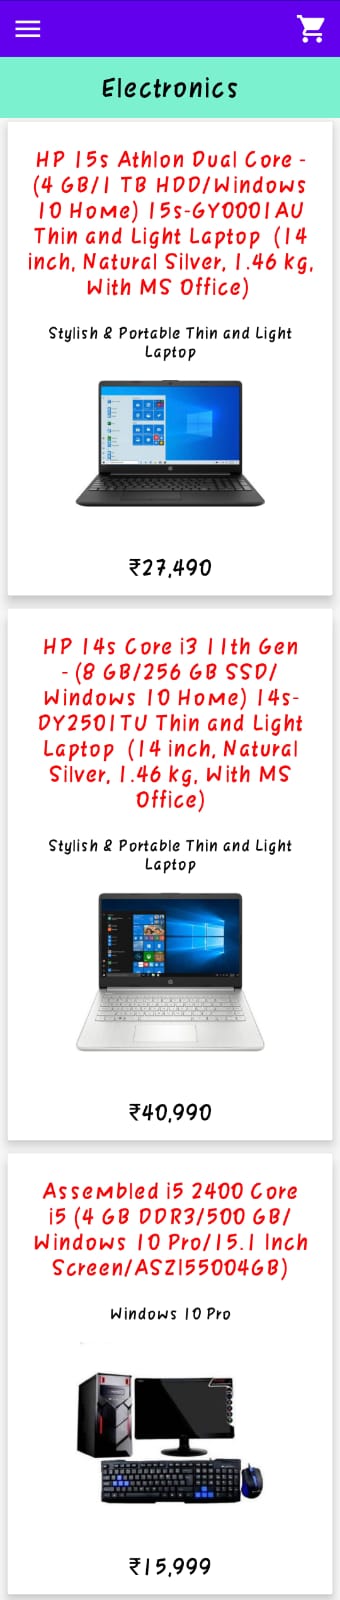 Electronics
HP 15s Athlon Dual Core -
(4 GB/1 TB HDD/Windows
10 Home) 15s-GY0001AU
Thin and Light Laptop (14
inch, Natural Silver, 1.46 kg,
With MS Office)
Stylish & Portable Thin and Light
Laptop
₹27,490
HP 14s Core i3 11th Gen
- (8 GB/256 GB SSD/
Windows 10 Home) 14s-
DY2501TU Thin and Light
Laptop (14 inch, Natural
Silver, 1.46 kg, With MS
Office)
Stylish & Portable Thin and Light
Laptop
₹40,990
Assembled i5 2400 Core
i5 (4 GB DDR3/500 GB/
Windows 10 Pro/15.1 Inch
Screen/ASZI55004GB)
Windows 10 Pro
₹15,999